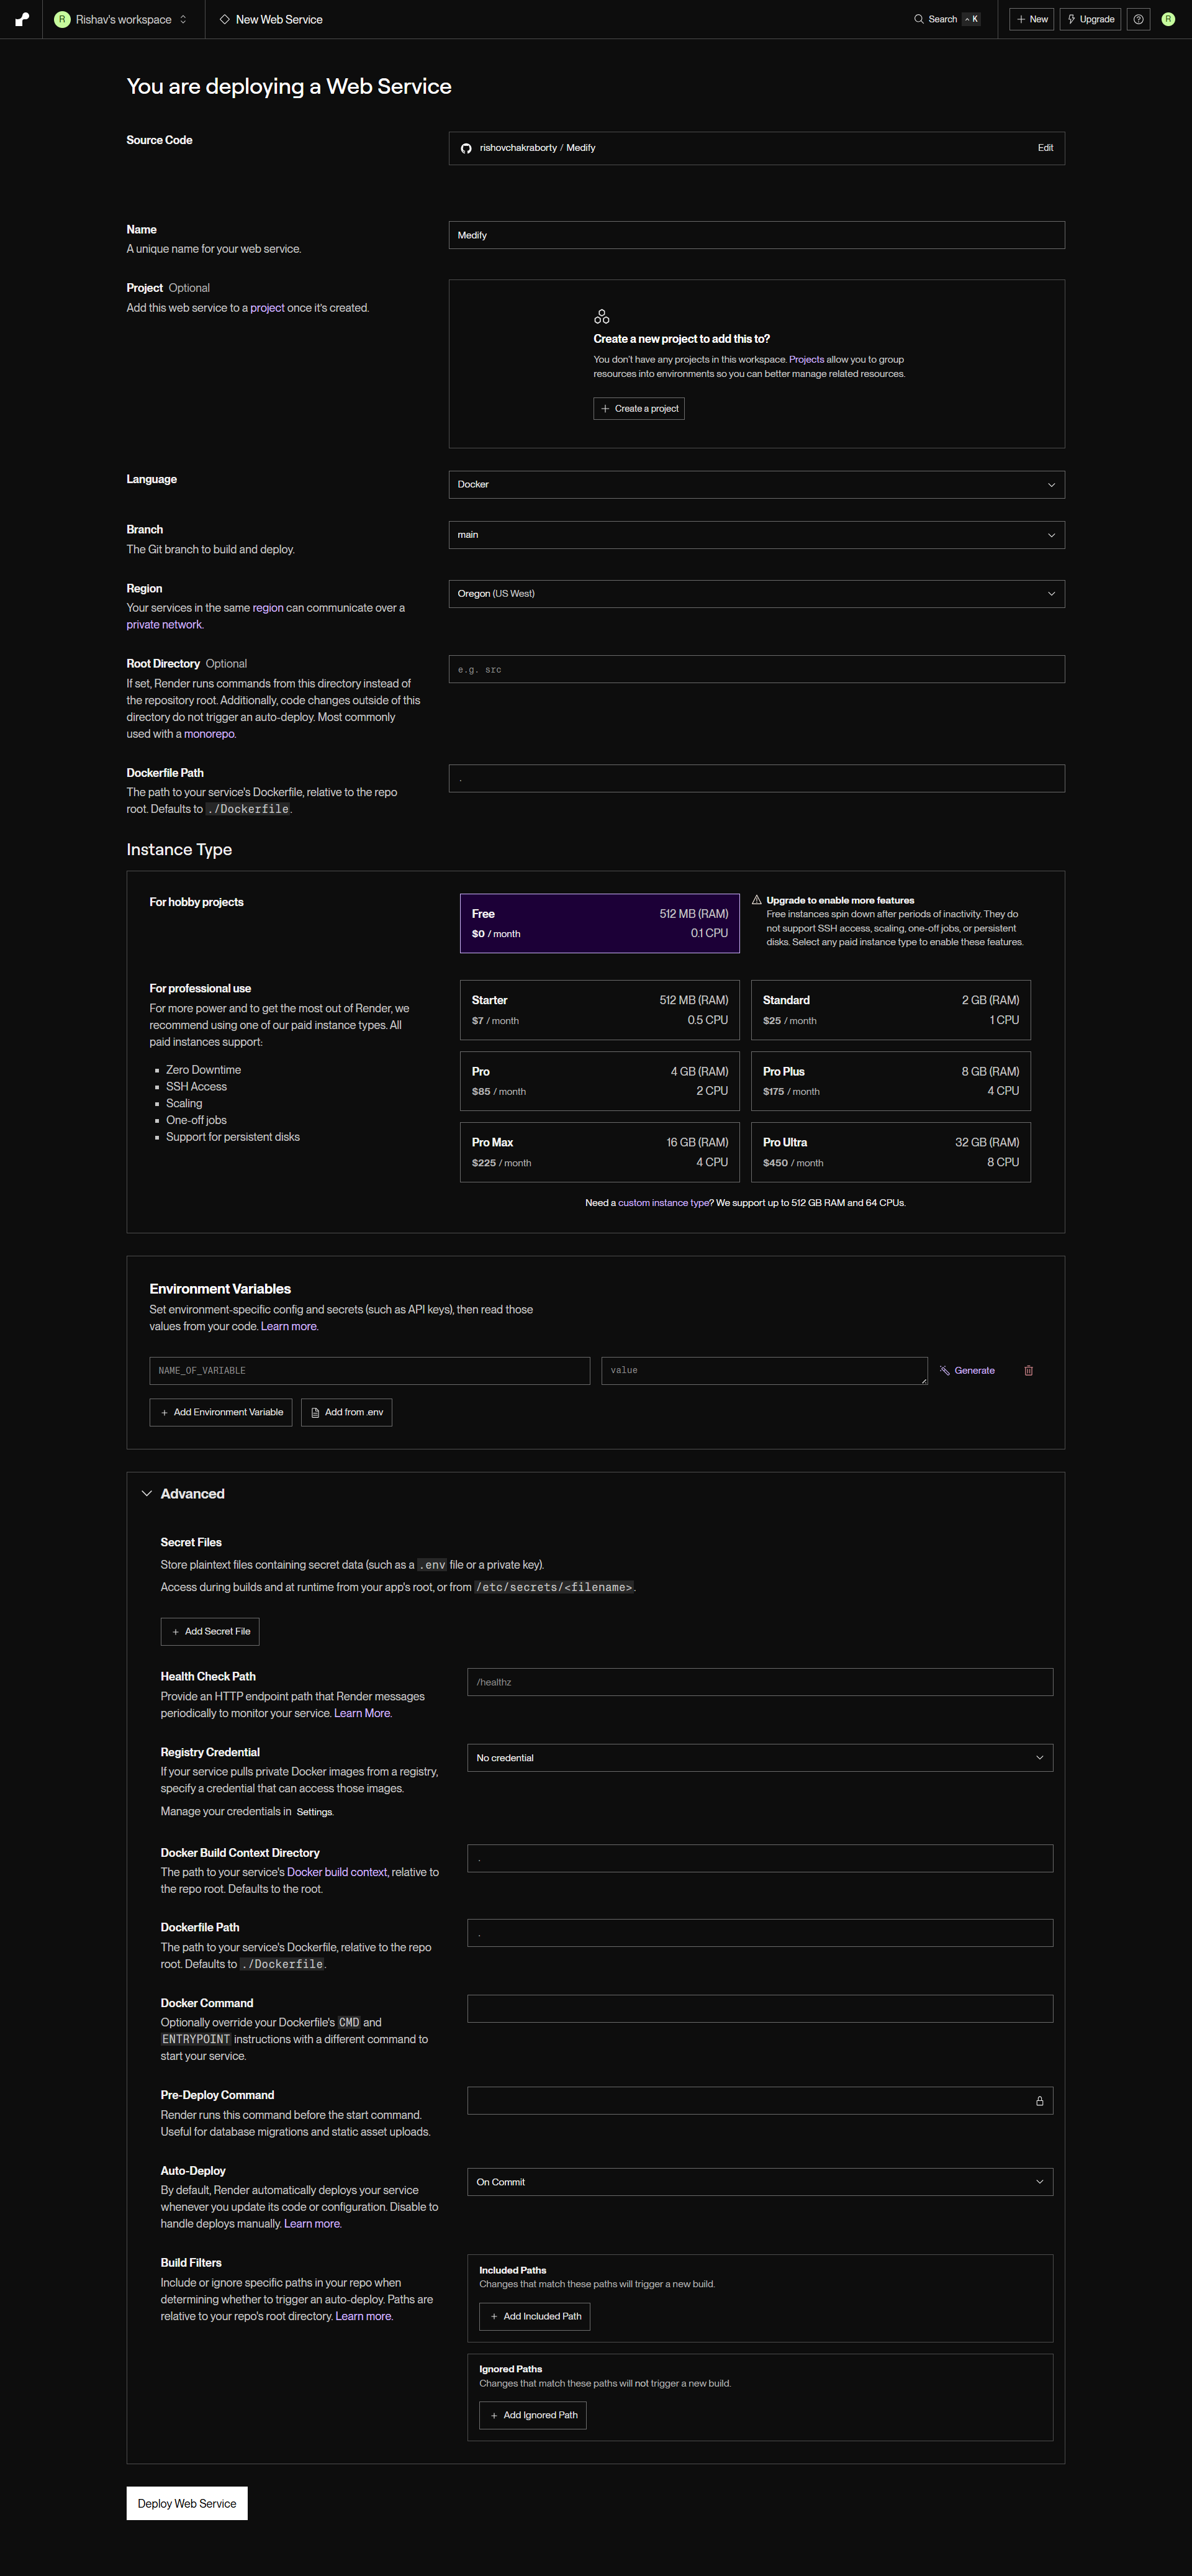 R Rishav's workspace
New Web Service
Search ^ K
New
Upgrade
R
You are deploying a Web Service
Source Code
rishovchakraborty / Medify
Edit
Name
A unique name for your web service.
Medify
Project Optional
Add this web service to a project once it's created.
Create a new project to add this to?
You don't have any projects in this workspace. Projects allow you to group
resources into environments so you can better manage related resources.
+ Create a project
Language
Docker
Branch
The Git branch to build and deploy.
main
Region
Your services in the same region can communicate over a
private network.
Oregon (US West)
Root Directory Optional
If set, Render runs commands from this directory instead of
the repository root. Additionally, code changes outside of this
directory do not trigger an auto-deploy. Most commonly
used with a monorepo.
e.g. src
Dockerfile Path
The path to your service's Dockerfile, relative to the repo
root. Defaults to ./Dockerfile.
.
Instance Type
For hobby projects
Free 512 MB (RAM)
$0 / month 0.1 CPU
Upgrade to enable more features
Free instances spin down after periods of inactivity. They do
not support SSH access, scaling, one-off jobs, or persistent
disks. Select any paid instance type to enable these features.
For professional use
For more power and to get the most out of Render, we
recommend using one of our paid instance types. All
paid instances support:
Zero Downtime
SSH Access
Scaling
One-off jobs
Support for persistent disks
Starter 512 MB (RAM)
$7 / month 0.5 CPU
Standard 2 GB (RAM)
$25 / month 1 CPU
Pro 4 GB (RAM)
$85 / month 2 CPU
Pro Plus 8 GB (RAM)
$175 / month 4 CPU
Pro Max 16 GB (RAM)
$225 / month 4 CPU
Pro Ultra 32 GB (RAM)
$450 / month 8 CPU
Need a custom instance type? We support up to 512 GB RAM and 64 CPUs.
Environment Variables
Set environment-specific config and secrets (such as API keys), then read those
values from your code. Learn more.
NAME_OF_VARIABLE
value
Generate
+ Add Environment Variable
Add from .env
Advanced
Secret Files
Store plaintext files containing secret data (such as a .env file or a private key).
Access during builds and at runtime from your app's root, or from /etc/secrets/<filename>.
+ Add Secret File
Health Check Path
Provide an HTTP endpoint path that Render messages
periodically to monitor your service. Learn More.
/healthz
Registry Credential
If your service pulls private Docker images from a registry,
specify a credential that can access those images.
Manage your credentials in Settings.
No credential
Docker Build Context Directory
The path to your service's Docker build context, relative to
the repo root. Defaults to the root.
.
Dockerfile Path
The path to your service's Dockerfile, relative to the repo
root. Defaults to ./Dockerfile.
.
Docker Command
Optionally override your Dockerfile's CMD and
ENTRYPOINT instructions with a different command to
start your service.
Pre-Deploy Command
Render runs this command before the start command.
Useful for database migrations and static asset uploads.
Auto-Deploy
By default, Render automatically deploys your service
whenever you update its code or configuration. Disable to
handle deploys manually. Learn more.
On Commit
Build Filters
Include or ignore specific paths in your repo when
determining whether to trigger an auto-deploy. Paths are
relative to your repo's root directory. Learn more.
Included Paths
Changes that match these paths will trigger a new build.
+ Add Included Path
Ignored Paths
Changes that match these paths will not trigger a new build.
+ Add Ignored Path
Deploy Web Service